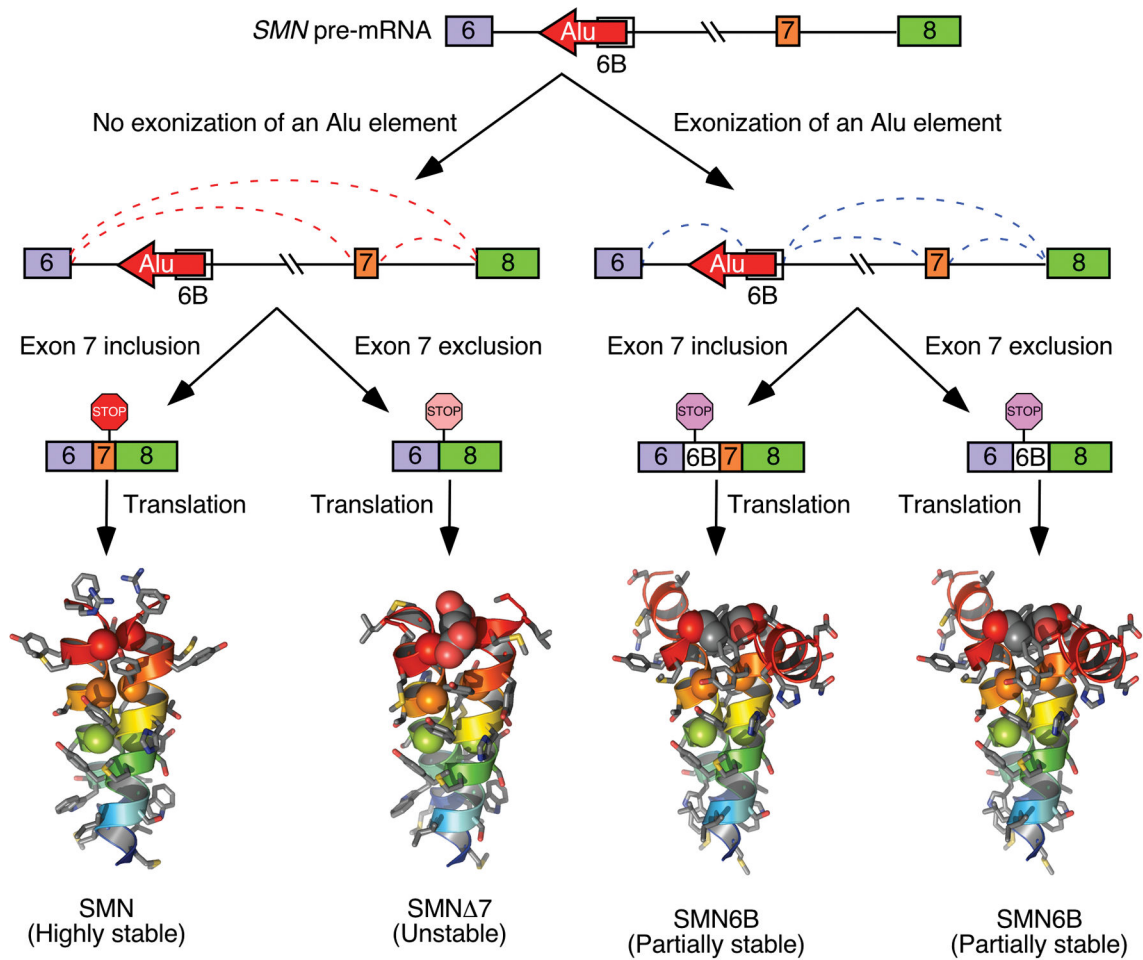 SMN pre-mRNA 6 Alu 7 8
6B
No exonization of an Alu element Exonization of an Alu element
6 Alu 7 8 6 Alu 7 8
6B 6B
Exon 7 inclusion Exon 7 exclusion Exon 7 inclusion Exon 7 exclusion
STOP STOP STOP STOP
6 7 8 6 8 6 6B 7 8 6 6B 8
Translation Translation Translation Translation
SMN SMNΔ7 SMN6B SMN6B
(Highly stable) (Unstable) (Partially stable) (Partially stable)